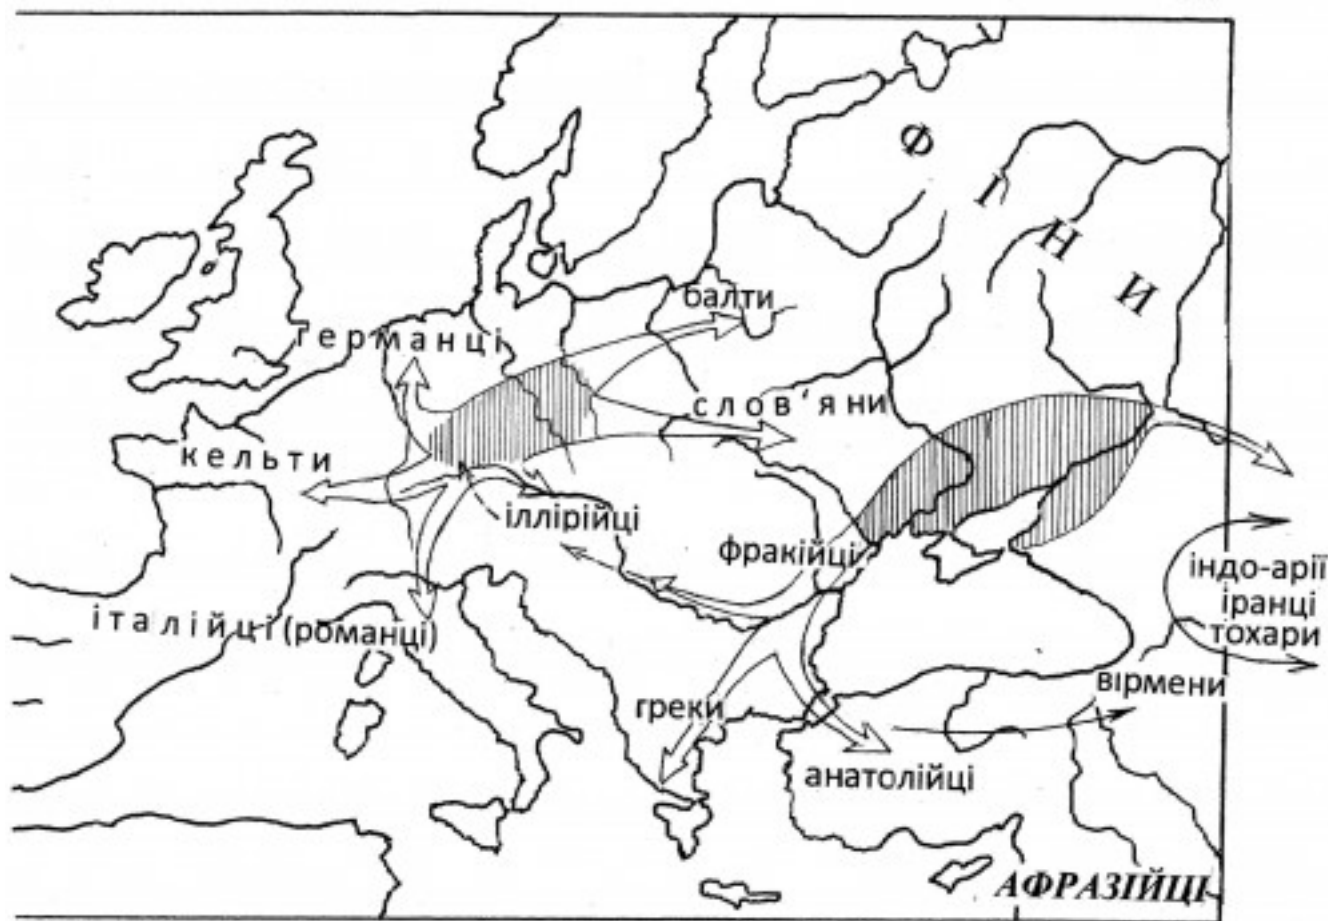 ФІНИ
балти
германці
слов'яни
кельти
іллірійці
фракійці
індо-арії
іранці
тохари
італійці (романці)
вірмени
греки
анатолійці
АФРАЗІЙЦІ